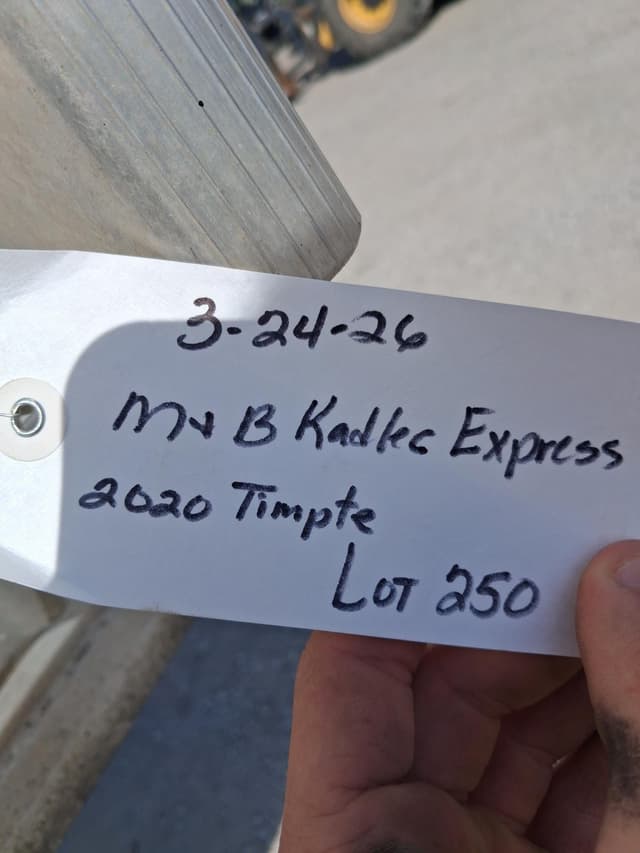 3-24-26
M+B Kadlec Express
2020 Timpte
Lot 250